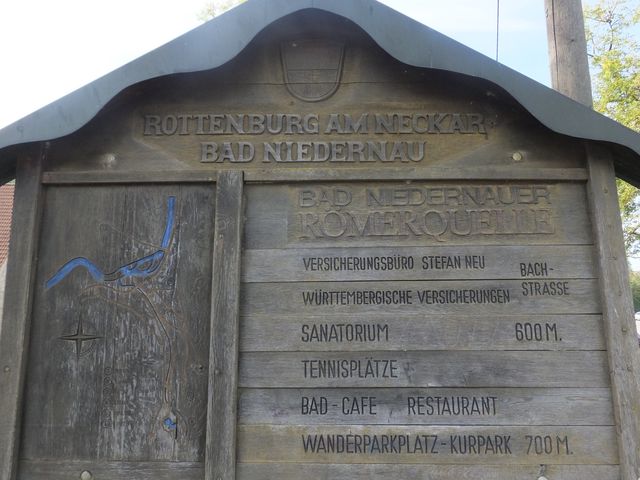 ROTTENBURG AM NECKAR
BAD NIEDERNAU
BAD NIEDERNAUER
RÖMERQUELLE
VERSICHERUNGSBÜRO STEFAN NEU BACH-
WÜRTTEMBERGISCHE VERSICHERUNGEN STRASSE
SANATORIUM 600 M.
TENNISPLÄTZE
BAD-CAFE RESTAURANT
WANDERPARKPLATZ-KURPARK 700 M.